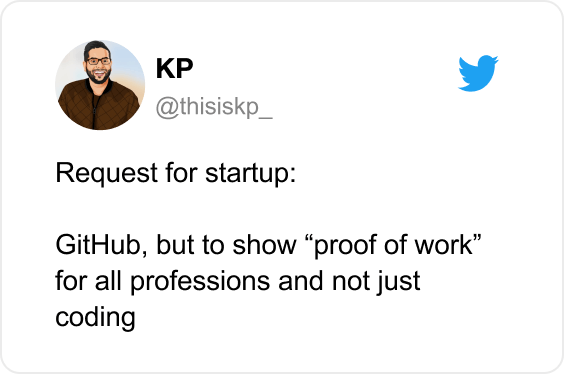 KP
@thisiskp_
Request for startup:
GitHub, but to show “proof of work”
for all professions and not just
coding